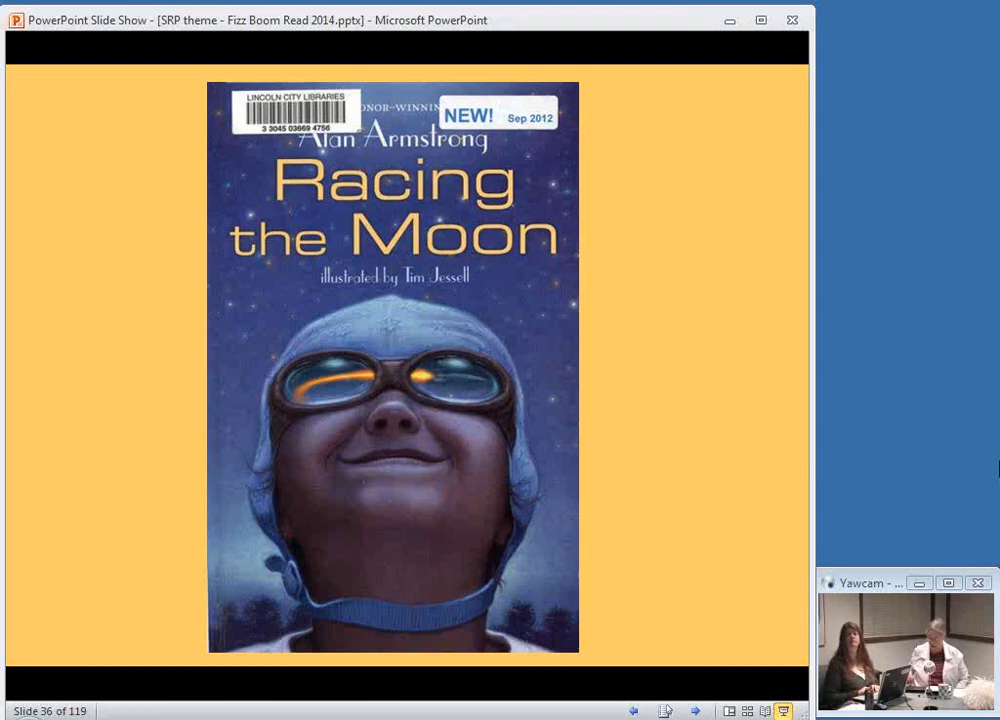 PowerPoint Slide Show - [SRP theme - Fizz Boom Read 2014.pptx] - Microsoft PowerPoint
LINCOLN CITY LIBRARIES
3 3045 03669 4756
NEW! Sep 2012
Alan Armstrong
Racing
the Moon
illustrated by Tim Jessell
Yawcam - ...
Slide 36 of 119